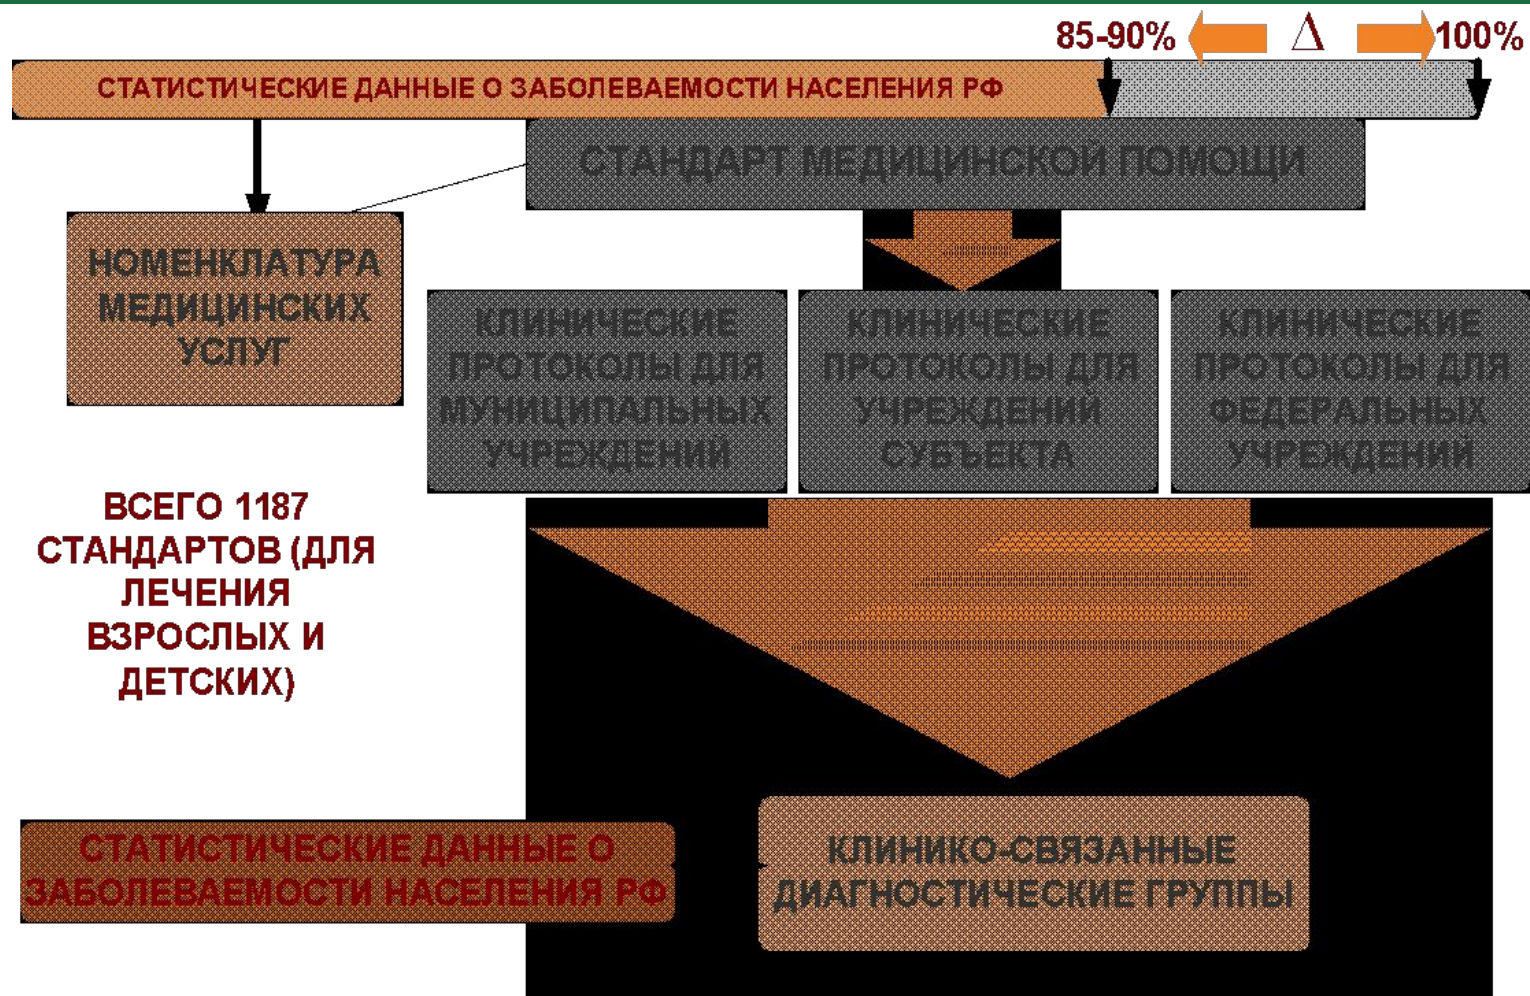 85-90% Δ 100%
СТАТИСТИЧЕСКИЕ ДАННЫЕ О ЗАБОЛЕВАЕМОСТИ НАСЕЛЕНИЯ РФ
СТАНДАРТ МЕДИЦИНСКОЙ ПОМОЩИ
НОМЕНКЛАТУРА
МЕДИЦИНСКИХ
УСЛУГ
КЛИНИЧЕСКИЕ
ПРОТОКОЛЫ ДЛЯ
МУНИЦИПАЛЬНЫХ
УЧРЕЖДЕНИЙ
КЛИНИЧЕСКИЕ
ПРОТОКОЛЫ ДЛЯ
УЧРЕЖДЕНИЙ
СУБЪЕКТА
КЛИНИЧЕСКИЕ
ПРОТОКОЛЫ ДЛЯ
ФЕДЕРАЛЬНЫХ
УЧРЕЖДЕНИЙ
ВСЕГО 1187
СТАНДАРТОВ (ДЛЯ
ЛЕЧЕНИЯ
ВЗРОСЛЫХ И
ДЕТСКИХ)
СТАТИСТИЧЕСКИЕ ДАННЫЕ О
ЗАБОЛЕВАЕМОСТИ НАСЕЛЕНИЯ РФ
КЛИНИКО-СВЯЗАННЫЕ
ДИАГНОСТИЧЕСКИЕ ГРУППЫ